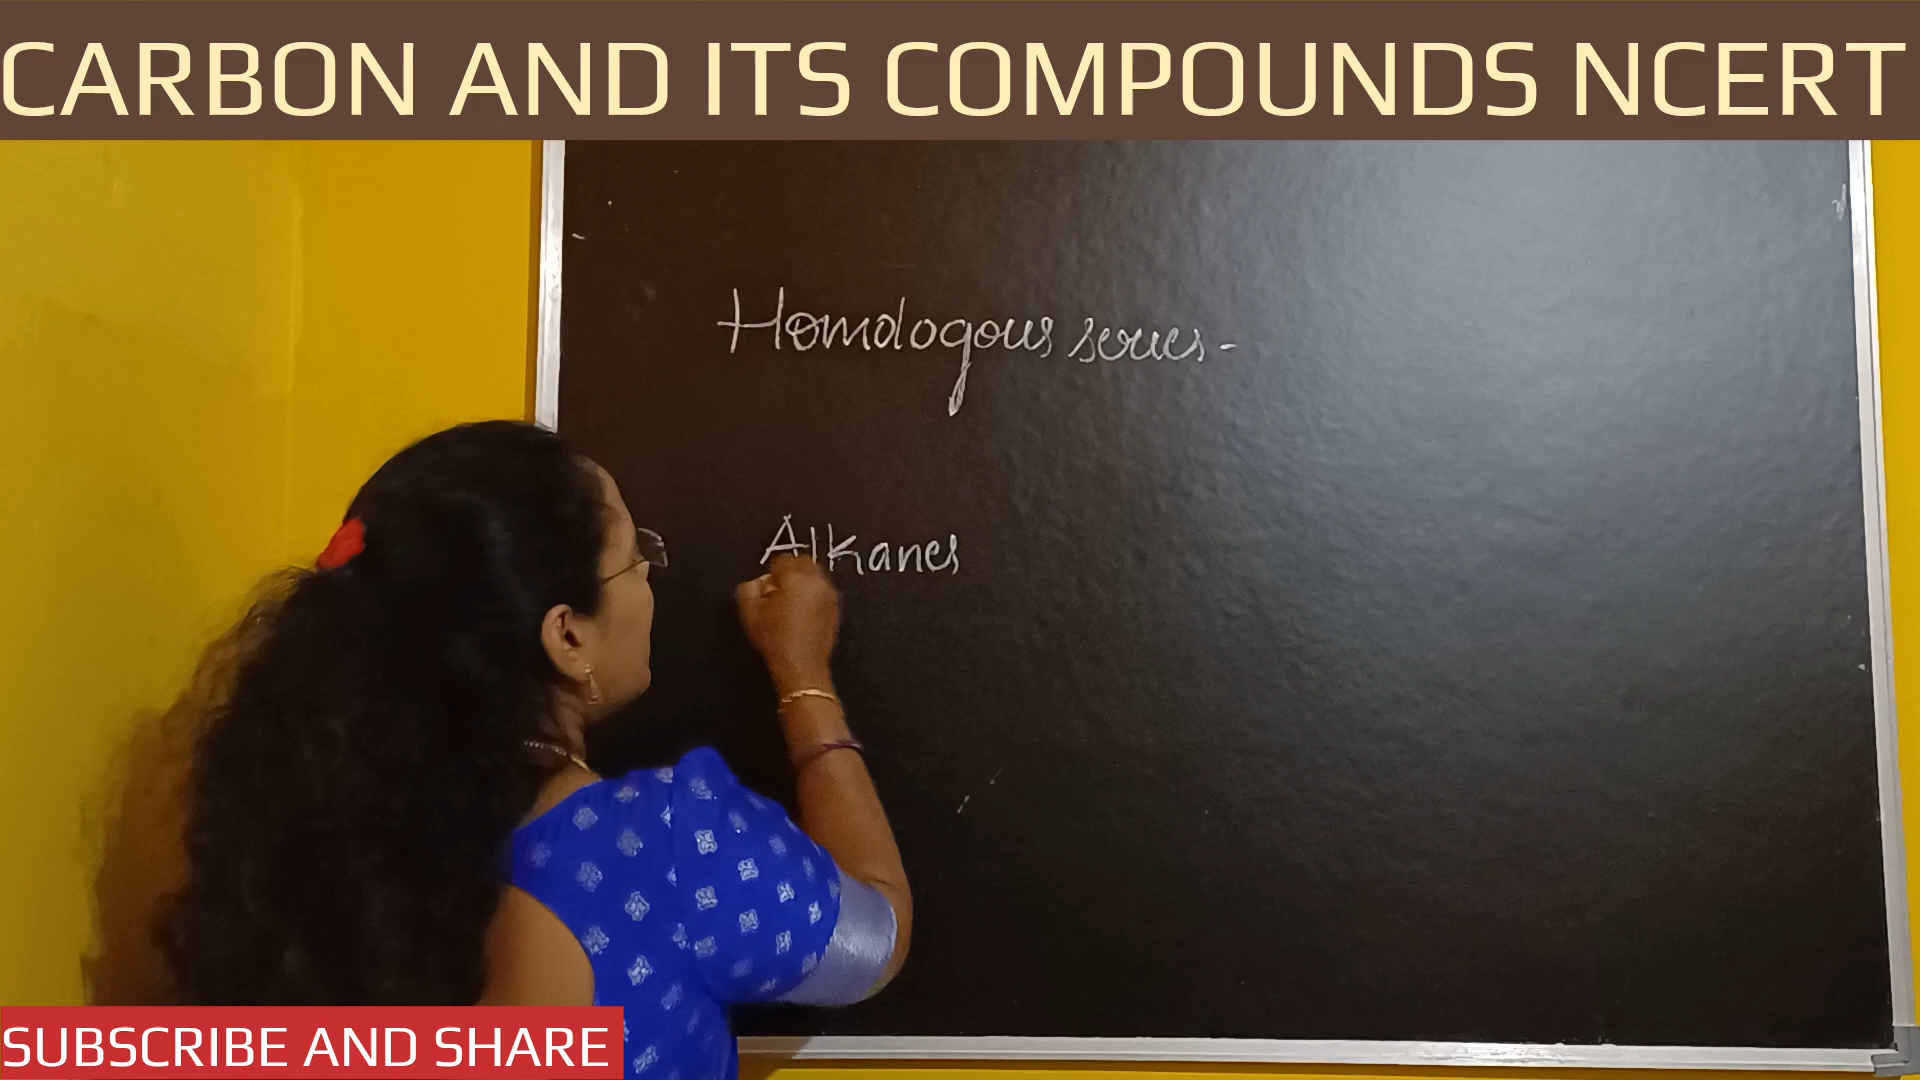 CARBON AND ITS COMPOUNDS NCERT
Homologous series -
Alkanes
SUBSCRIBE AND SHARE